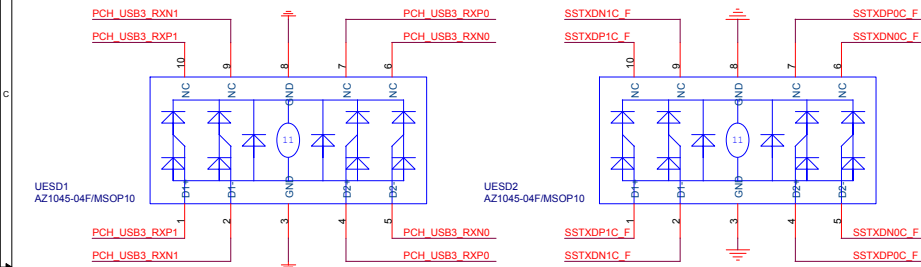 PCH_USB3_RXN1 PCH_USB3_RXP0 SSTXDN1C_F SSTXDP0C_F
PCH_USB3_RXP1 PCH_USB3_RXN0 SSTXDP1C_F SSTXDN0C_F
10 9 8 7 6 10 9 8 7 6
NC NC GND NC NC NC NC GND NC NC
C
11 11
UESD1 UESD2
AZ1045-04F/MSOP10 AZ1045-04F/MSOP10
D1+ D1- GND D2+ D2- D1+ D1- GND D2+ D2-
1 2 3 4 5 1 2 3 4 5
PCH_USB3_RXP1 PCH_USB3_RXN0 SSTXDP1C_F SSTXDN0C_F
PCH_USB3_RXN1 PCH_USB3_RXP0 SSTXDN1C_F SSTXDP0C_F